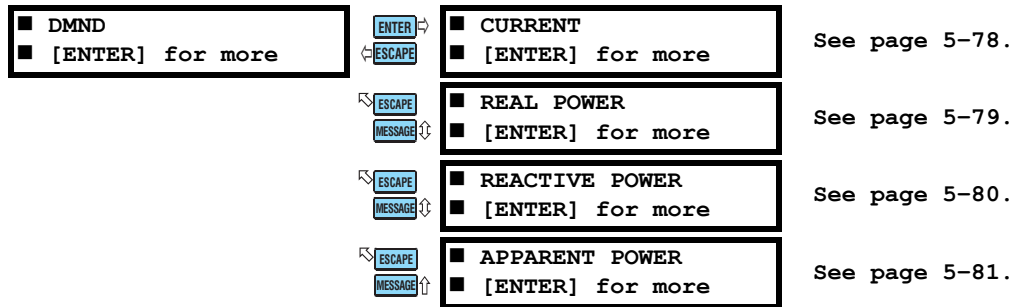 ■ DMND
■ [ENTER] for more
ENTER
ESCAPE
■ CURRENT
■ [ENTER] for more
See page 5–78.
ESCAPE
MESSAGE
■ REAL POWER
■ [ENTER] for more
See page 5–79.
ESCAPE
MESSAGE
■ REACTIVE POWER
■ [ENTER] for more
See page 5–80.
ESCAPE
MESSAGE
■ APPARENT POWER
■ [ENTER] for more
See page 5–81.